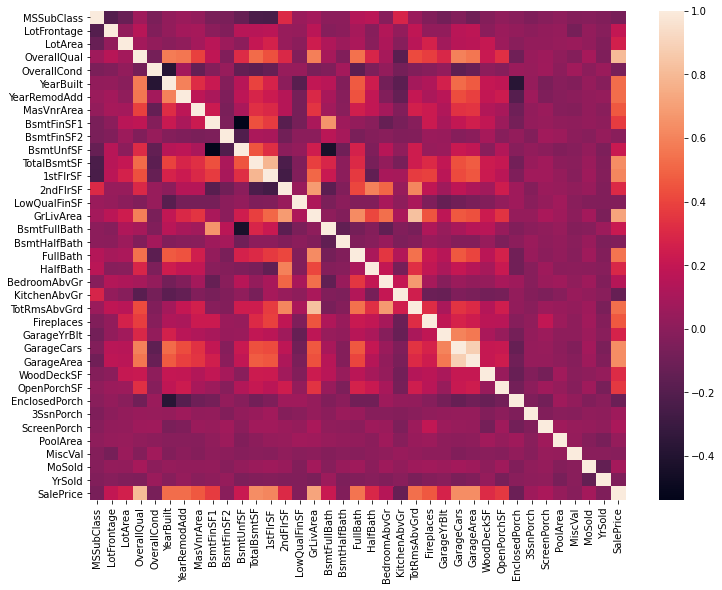 MSSubClass
LotFrontage
LotArea
OverallQual
OverallCond
YearBuilt
YearRemodAdd
MasVnrArea
BsmtFinSF1
BsmtFinSF2
BsmtUnfSF
TotalBsmtSF
1stFlrSF
2ndFlrSF
LowQualFinSF
GrLivArea
BsmtFullBath
BsmtHalfBath
FullBath
HalfBath
BedroomAbvGr
KitchenAbvGr
TotRmsAbvGrd
Fireplaces
GarageYrBlt
GarageCars
GarageArea
WoodDeckSF
OpenPorchSF
EnclosedPorch
3SsnPorch
ScreenPorch
PoolArea
MiscVal
MoSold
YrSold
SalePrice
MSSubClass
LotFrontage
LotArea
OverallQual
OverallCond
YearBuilt
YearRemodAdd
MasVnrArea
BsmtFinSF1
BsmtFinSF2
BsmtUnfSF
TotalBsmtSF
1stFlrSF
2ndFlrSF
LowQualFinSF
GrLivArea
BsmtFullBath
BsmtHalfBath
FullBath
HalfBath
BedroomAbvGr
KitchenAbvGr
TotRmsAbvGrd
Fireplaces
GarageYrBlt
GarageCars
GarageArea
WoodDeckSF
OpenPorchSF
EnclosedPorch
3SsnPorch
ScreenPorch
PoolArea
MiscVal
MoSold
YrSold
SalePrice
1.0
0.8
0.6
0.4
0.2
0.0
−0.2
−0.4